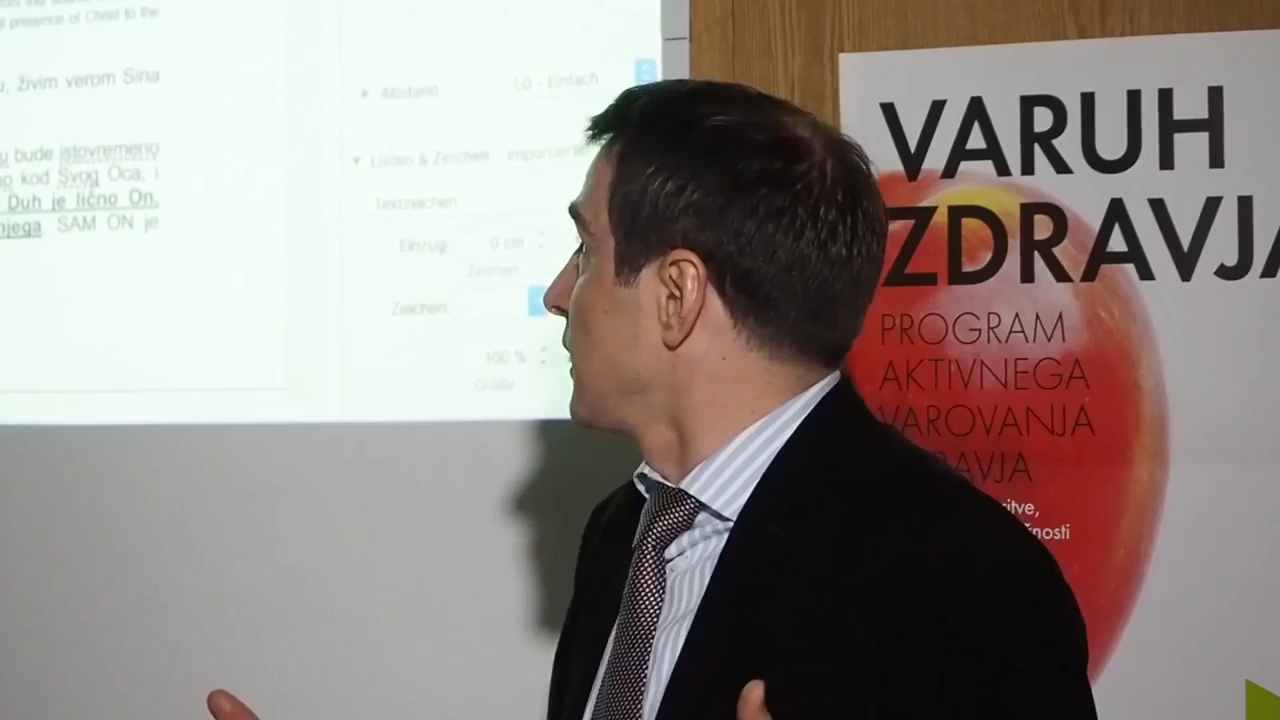 presence of Christ to the
živim verom Sina
bude istovremeno
kod Svog Oca, i
Duh je lično On,
njega. SAM ON je
Abstand 1,0 - Einfach
Listen & Zeichen
Textzeichen
Einzug: 0 cm
Zeichen
Zeichen:
100 %
Größe
VARUH
ZDRAVJA
PROGRAM
AKTIVNEGA
VAROVANJA